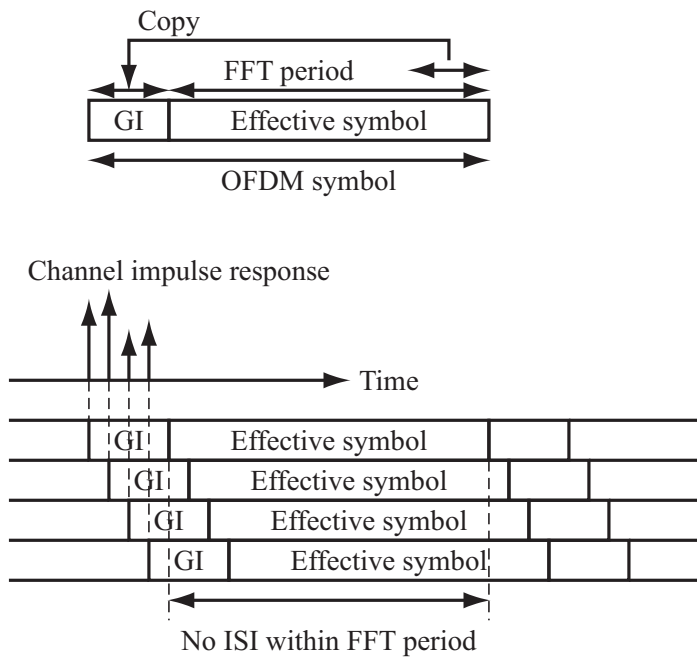 Copy
FFT period
GI Effective symbol
OFDM symbol
Channel impulse response
Time
GI Effective symbol
GI Effective symbol
GI Effective symbol
GI Effective symbol
No ISI within FFT period